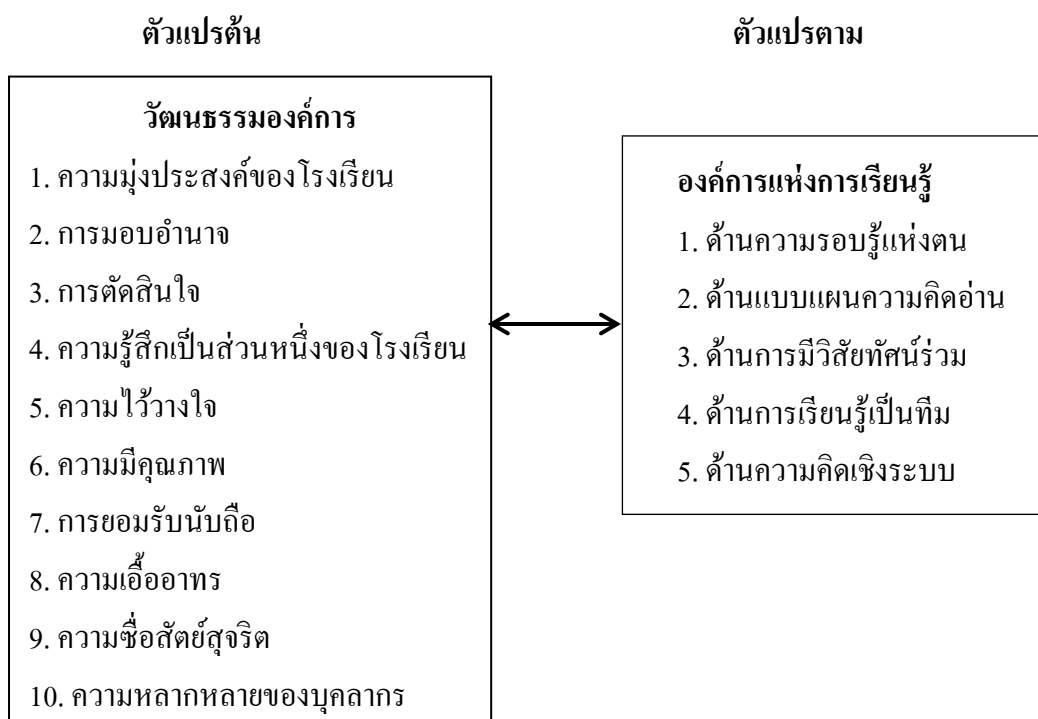 ตัวแปรต้น
ตัวแปรตาม
วัฒนธรรมองค์การ
1. ความมุ่งประสงค์ของโรงเรียน
2. การมอบอำนาจ
3. การตัดสินใจ
4. ความรู้สึกเป็นส่วนหนึ่งของโรงเรียน
5. ความไว้วางใจ
6. ความมีคุณภาพ
7. การยอมรับนับถือ
8. ความเอื้ออาทร
9. ความซื่อสัตย์สุจริต
10. ความหลากหลายของบุคลากร
องค์การแห่งการเรียนรู้
1. ด้านความรอบรู้แห่งตน
2. ด้านแบบแผนความคิดอ่าน
3. ด้านการมีวิสัยทัศน์ร่วม
4. ด้านการเรียนรู้เป็นทีม
5. ด้านความคิดเชิงระบบ